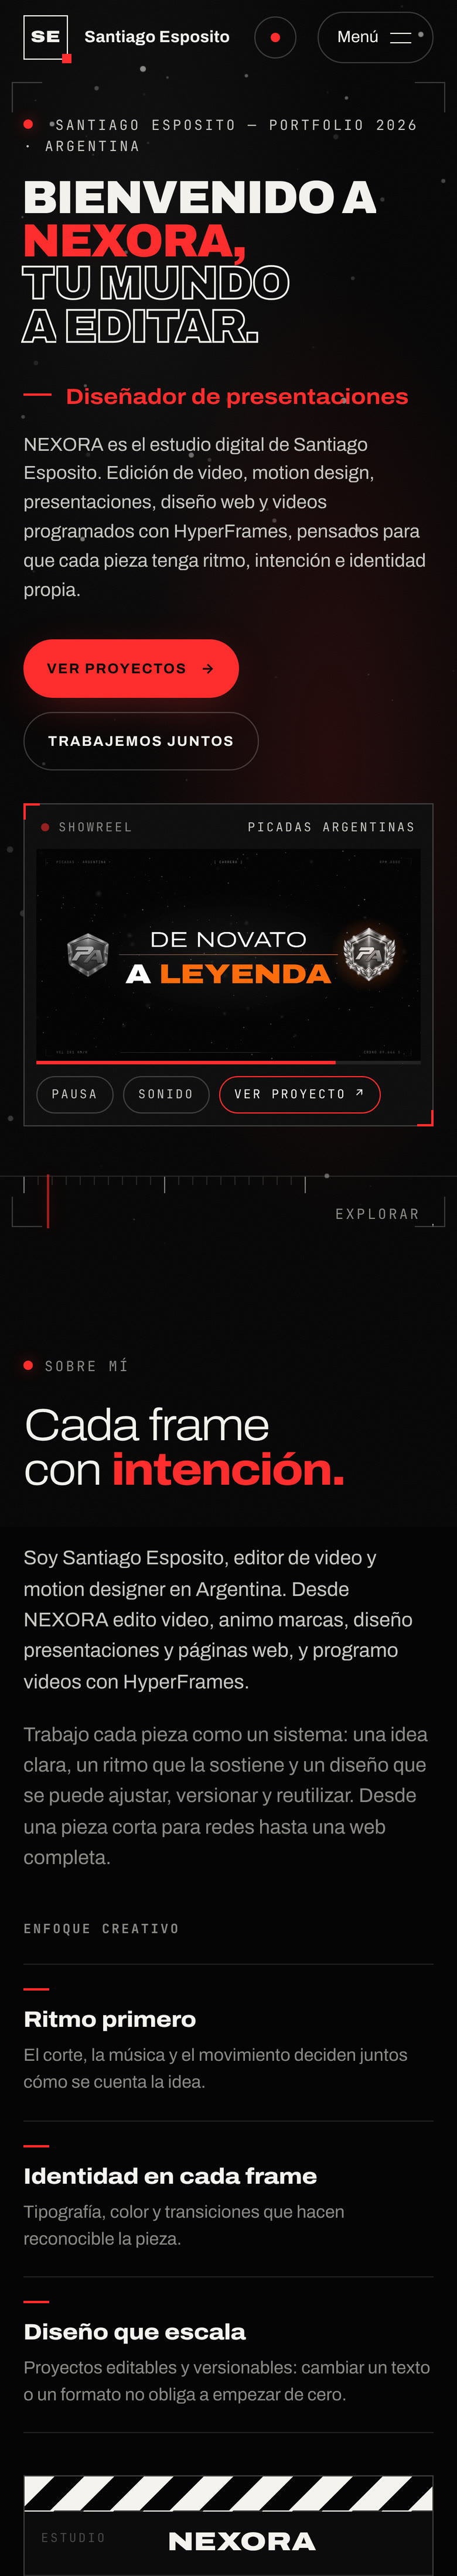 SE
Santiago Esposito
Menú
SANTIAGO ESPOSITO — PORTFOLIO 2026
· ARGENTINA
BIENVENIDO A
NEXORA,
TU MUNDO
A EDITAR.
Diseñador de presentaciones
NEXORA es el estudio digital de Santiago
Esposito. Edición de video, motion design,
presentaciones, diseño web y videos
programados con HyperFrames, pensados para
que cada pieza tenga ritmo, intención e identidad
propia.
VER PROYECTOS →
TRABAJEMOS JUNTOS
SHOWREEL
PICADAS ARGENTINAS
DE NOVATO
A LEYENDA
PA
PA
PAUSA
SONIDO
VER PROYECTO ↗
EXPLORAR
SOBRE MÍ
Cada frame
con intención.
Soy Santiago Esposito, editor de video y
motion designer en Argentina. Desde
NEXORA edito video, animo marcas, diseño
presentaciones y páginas web, y programo
videos con HyperFrames.
Trabajo cada pieza como un sistema: una idea
clara, un ritmo que la sostiene y un diseño que
se puede ajustar, versionar y reutilizar. Desde
una pieza corta para redes hasta una web
completa.
ENFOQUE CREATIVO
Ritmo primero
El corte, la música y el movimiento deciden juntos
cómo se cuenta la idea.
Identidad en cada frame
Tipografía, color y transiciones que hacen
reconocible la pieza.
Diseño que escala
Proyectos editables y versionables: cambiar un texto
o un formato no obliga a empezar de cero.
ESTUDIO
NEXORA